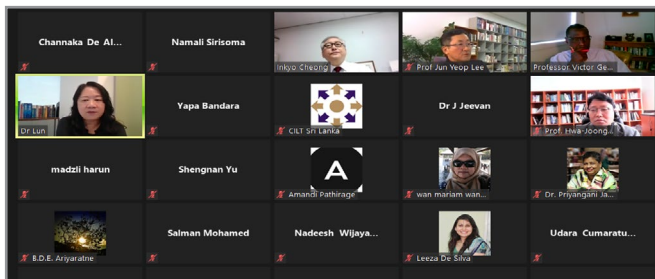 Channaka De Al...
Namali Sirisoma
Inkyo Cheong
Prof Jun Yeop Lee
Professor Victor Ge...
Dr Lun
Yapa Bandara
CILT Sri Lanka
Dr J Jeevan
Prof. Hwa-Joong...
madzli harun
Shengnan Yu
A
Amandi Pathirage
wan mariam wan...
Dr. Priyangani Ja...
B.D.E. Ariyaratne
Salman Mohamed
Nadeesh Wijaya...
Leeza De Silva
Udara Cumaratu...